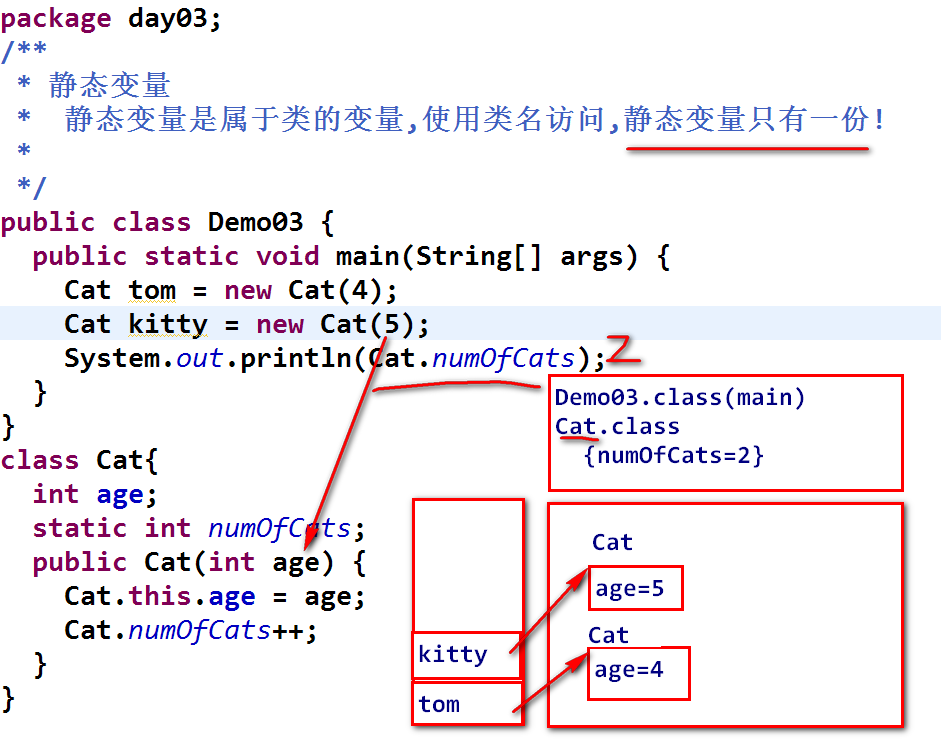 package day03;
/**
 * 静态变量
 *  静态变量是属于类的变量,使用类名访问,静态变量只有一份!
 *
 */
public class Demo03 {
  public static void main(String[] args) {
    Cat tom = new Cat(4);
    Cat kitty = new Cat(5);
    System.out.println(Cat.numOfCats); 2
  }
}
class Cat{
  int age;
  static int numOfCats;
  public Cat(int age) {
    Cat.this.age = age;
    Cat.numOfCats++;
  }
}
Demo03.class(main)
Cat.class
  {numOfCats=2}
kitty
tom
Cat
age=5
Cat
age=4